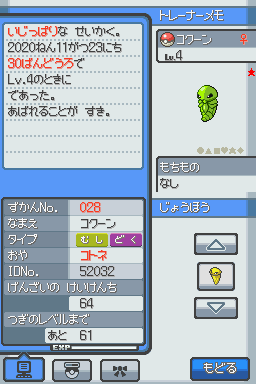 トレーナーメモ
いじっぱりな せいかく。
2020ねん11がつ23にち
30ばんどうろで
Lv.4のときに
であった。
あばれることが すき。
コクーン ♀
Lv.4
もちもの
なし
ずかんNo. 028
なまえ コクーン
タイプ むし どく
おや コトネ
IDNo. 52032
げんざいの けいけんち
64
つぎのレベルまで
あと 61
EXP
じょうほう
もどる